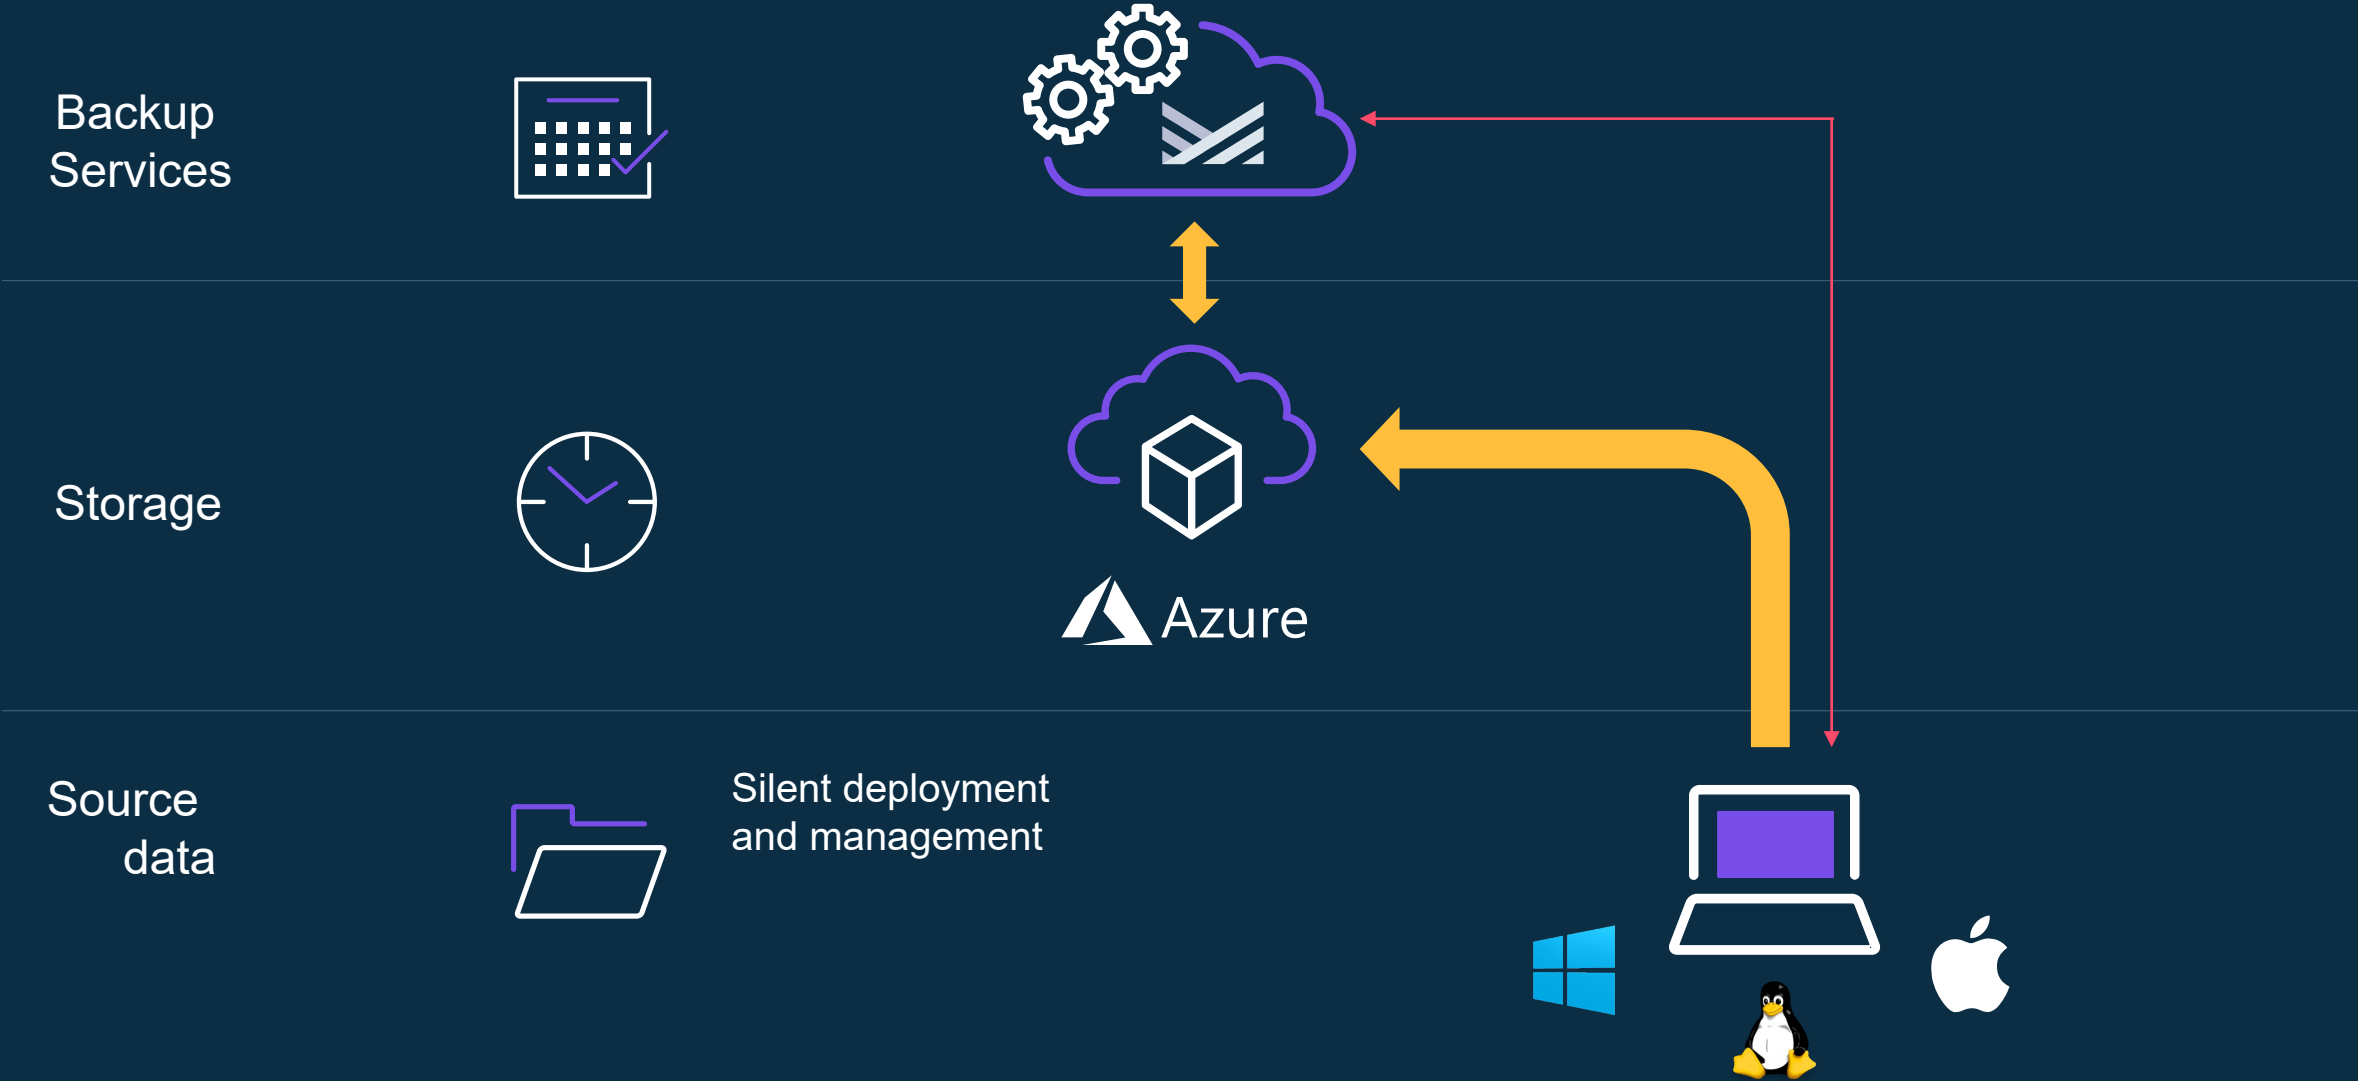 Backup
Services
Storage
Azure
Source
data
Silent deployment
and management